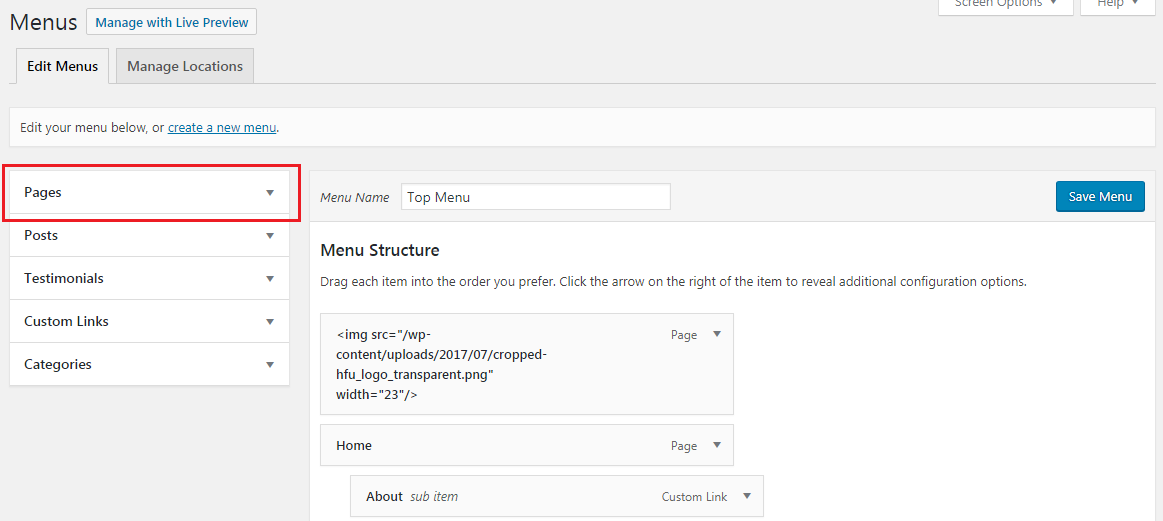 Screen Options
Help
Menus
Manage with Live Preview
Edit Menus
Manage Locations
Edit your menu below, or create a new menu.
Pages
Posts
Testimonials
Custom Links
Categories
Menu Name
Top Menu
Save Menu
Menu Structure
Drag each item into the order you prefer. Click the arrow on the right of the item to reveal additional configuration options.
<img src="/wp-
content/uploads/2017/07/cropped-
hfu_logo_transparent.png"
width="23"/>
Page
Home
Page
About sub item
Custom Link